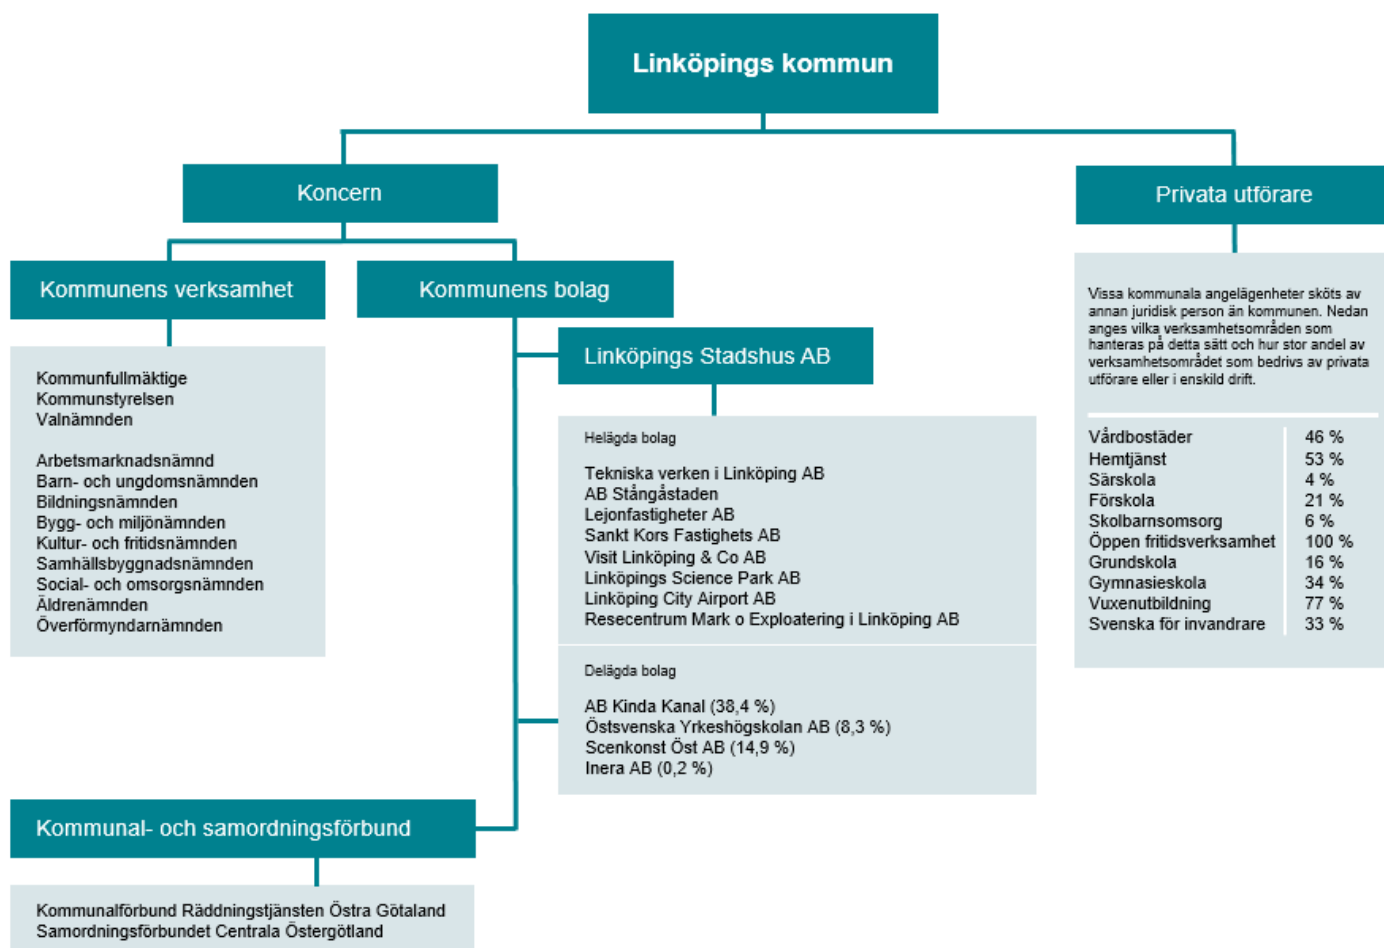 Linköpings kommun
Koncern
Privata utförare
Kommunens verksamhet
Kommunens bolag
Kommunfullmäktige
Kommunstyrelsen
Valnämnden
Arbetsmarknadsnämnd
Barn- och ungdomsnämnden
Bildningsnämnden
Bygg- och miljönämnden
Kultur- och fritidsnämnden
Samhällsbyggnadsnämnden
Social- och omsorgsnämnden
Äldrenämnden
Överförmyndarnämnden
Linköpings Stadshus AB
Helägda bolag
Tekniska verken i Linköping AB
AB Stångåstaden
Lejonfastigheter AB
Sankt Kors Fastighets AB
Visit Linköping & Co AB
Linköpings Science Park AB
Linköping City Airport AB
Resecentrum Mark o Exploatering i Linköping AB
Delägda bolag
AB Kinda Kanal (38,4 %)
Östsvenska Yrkeshögskolan AB (8,3 %)
Scenkonst Öst AB (14,9 %)
Inera AB (0,2 %)
Vissa kommunala angelägenheter sköts av
annan juridisk person än kommunen. Nedan
anges vilka verksamhetsområden som
hanteras på detta sätt och hur stor andel av
verksamhetsområdet som bedrivs av privata
utförare eller i enskild drift.
Vårdbostäder 46 %
Hemtjänst 53 %
Särskola 4 %
Förskola 21 %
Skolbarnsomsorg 6 %
Öppen fritidsverksamhet 100 %
Grundskola 16 %
Gymnasieskola 34 %
Vuxenutbildning 77 %
Svenska för invandrare 33 %
Kommunal- och samordningsförbund
Kommunalförbund Räddningstjänsten Östra Götaland
Samordningsförbundet Centrala Östergötland